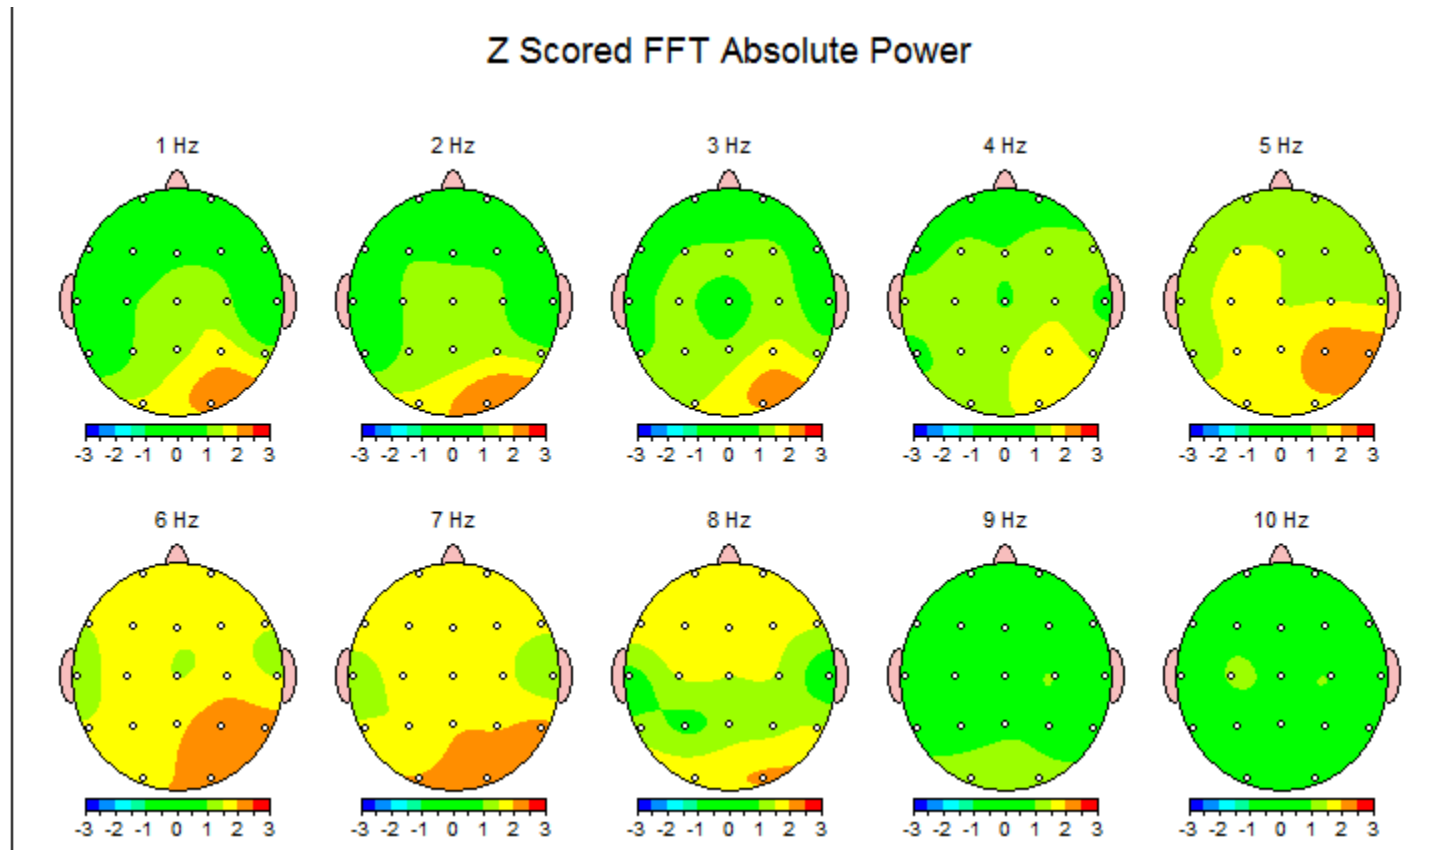 Z Scored FFT Absolute Power
1 Hz 2 Hz 3 Hz 4 Hz 5 Hz
-3 -2 -1 0 1 2 3 -3 -2 -1 0 1 2 3 -3 -2 -1 0 1 2 3 -3 -2 -1 0 1 2 3 -3 -2 -1 0 1 2 3
6 Hz 7 Hz 8 Hz 9 Hz 10 Hz
-3 -2 -1 0 1 2 3 -3 -2 -1 0 1 2 3 -3 -2 -1 0 1 2 3 -3 -2 -1 0 1 2 3 -3 -2 -1 0 1 2 3